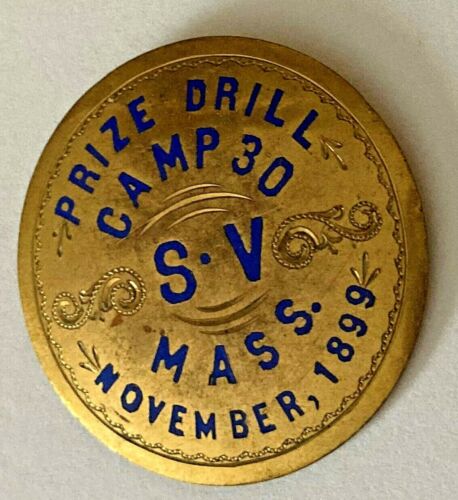 PRIZE DRILL
CAMP 30
S·V
MASS.
NOVEMBER, 1899